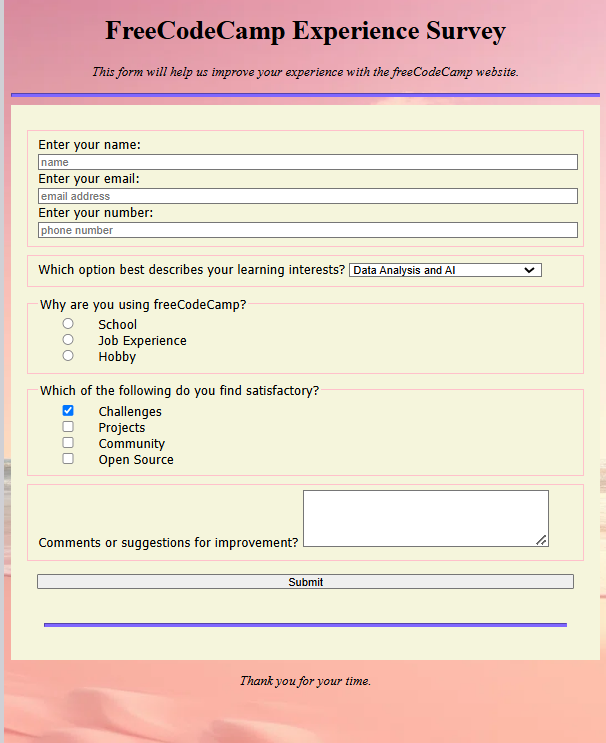 FreeCodeCamp Experience Survey
This form will help us improve your experience with the freeCodeCamp website.
Enter your name:
name
Enter your email:
email address
Enter your number:
phone number
Which option best describes your learning interests? Data Analysis and AI
Why are you using freeCodeCamp?
School
Job Experience
Hobby
Which of the following do you find satisfactory?
Challenges
Projects
Community
Open Source
Comments or suggestions for improvement?
Submit
Thank you for your time.